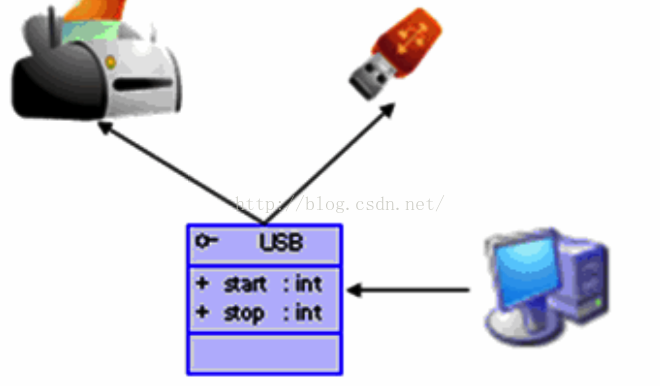 http://blog.csdn.net/
USB
+ start : int
+ stop : int